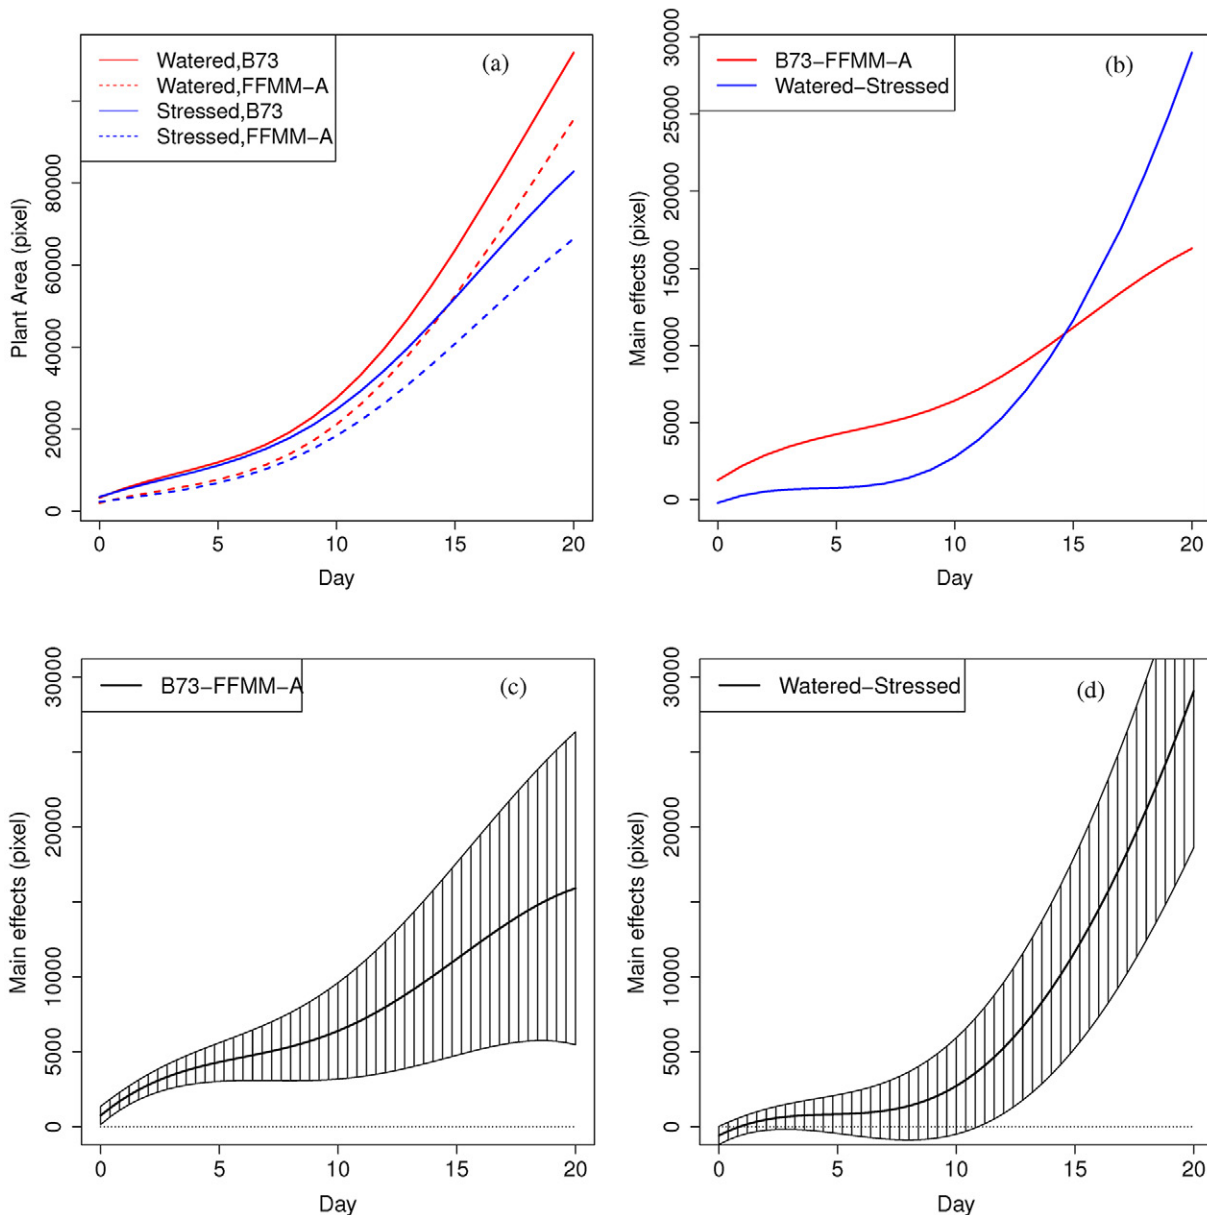 Watered,B73
Watered,FFMM-A
Stressed,B73
Stressed,FFMM-A
(a)
Plant Area (pixel)
0 20000 40000 60000 80000
0 5 10 15 20
Day
B73-FFMM-A
Watered-Stressed
(b)
Main effects (pixel)
0 5000 10000 15000 20000 25000 30000
0 5 10 15 20
Day
B73-FFMM-A
(c)
Main effects (pixel)
0 5000 10000 20000 30000
0 5 10 15 20
Day
Watered-Stressed
(d)
Main effects (pixel)
0 5000 10000 20000 30000
0 5 10 15 20
Day